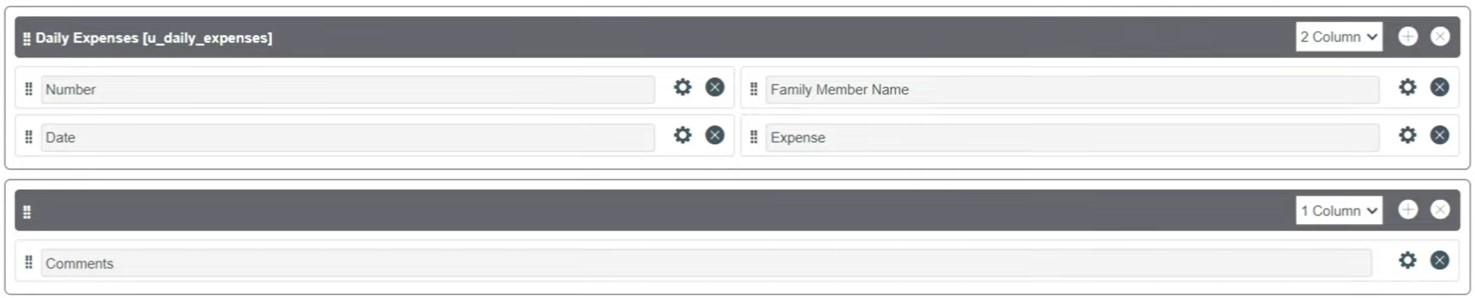 Daily Expenses [u_daily_expenses] 2 Column
Number Family Member Name
Date Expense
1 Column
Comments